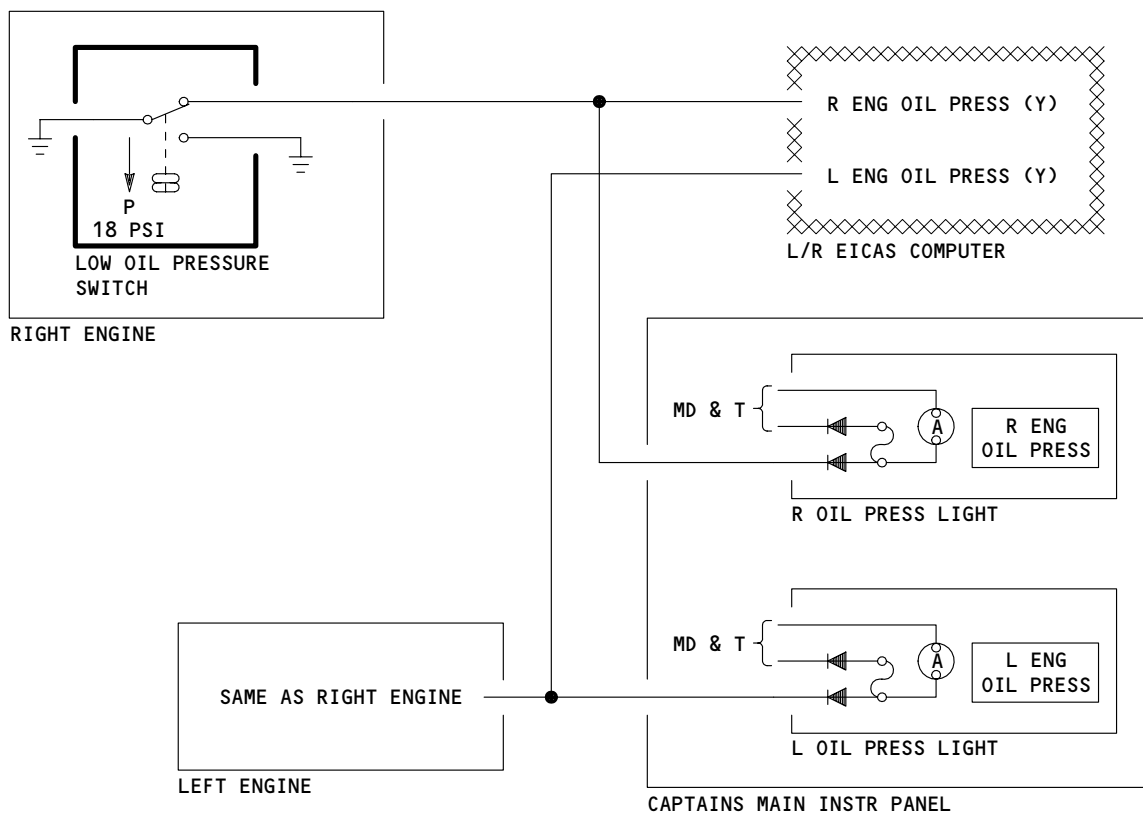 R ENG OIL PRESS (Y)
L ENG OIL PRESS (Y)
L/R EICAS COMPUTER
P
18 PSI
LOW OIL PRESSURE
SWITCH
RIGHT ENGINE
MD & T
A
R ENG
OIL PRESS
R OIL PRESS LIGHT
MD & T
A
L ENG
OIL PRESS
L OIL PRESS LIGHT
SAME AS RIGHT ENGINE
LEFT ENGINE
CAPTAINS MAIN INSTR PANEL